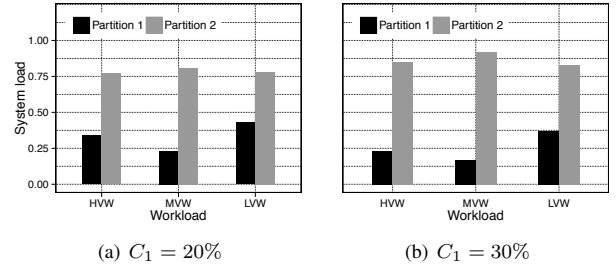 Partition 1 Partition 2
Partition 1 Partition 2
System load
1.00
0.75
0.50
0.25
0.00
HVW MVW LVW
HVW MVW LVW
Workload
Workload
(a) C₁ = 20%
(b) C₁ = 30%